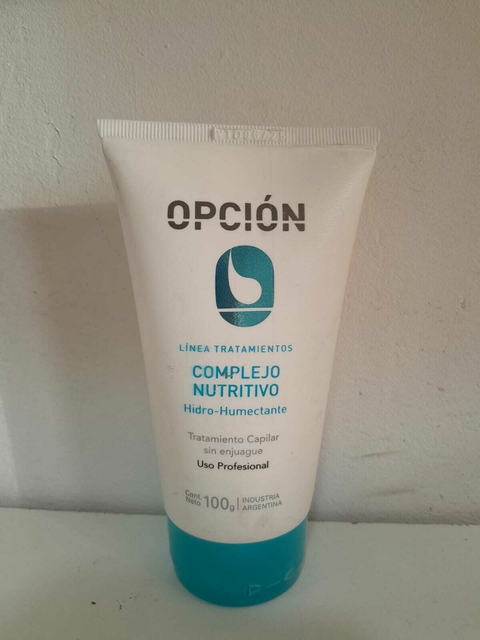 OPCIÓN
LÍNEA TRATAMIENTOS
COMPLEJO
NUTRITIVO
Hidro-Humectante
Tratamiento Capilar
sin enjuague
Uso Profesional
Cont. Neto 100g INDUSTRIA ARGENTINA